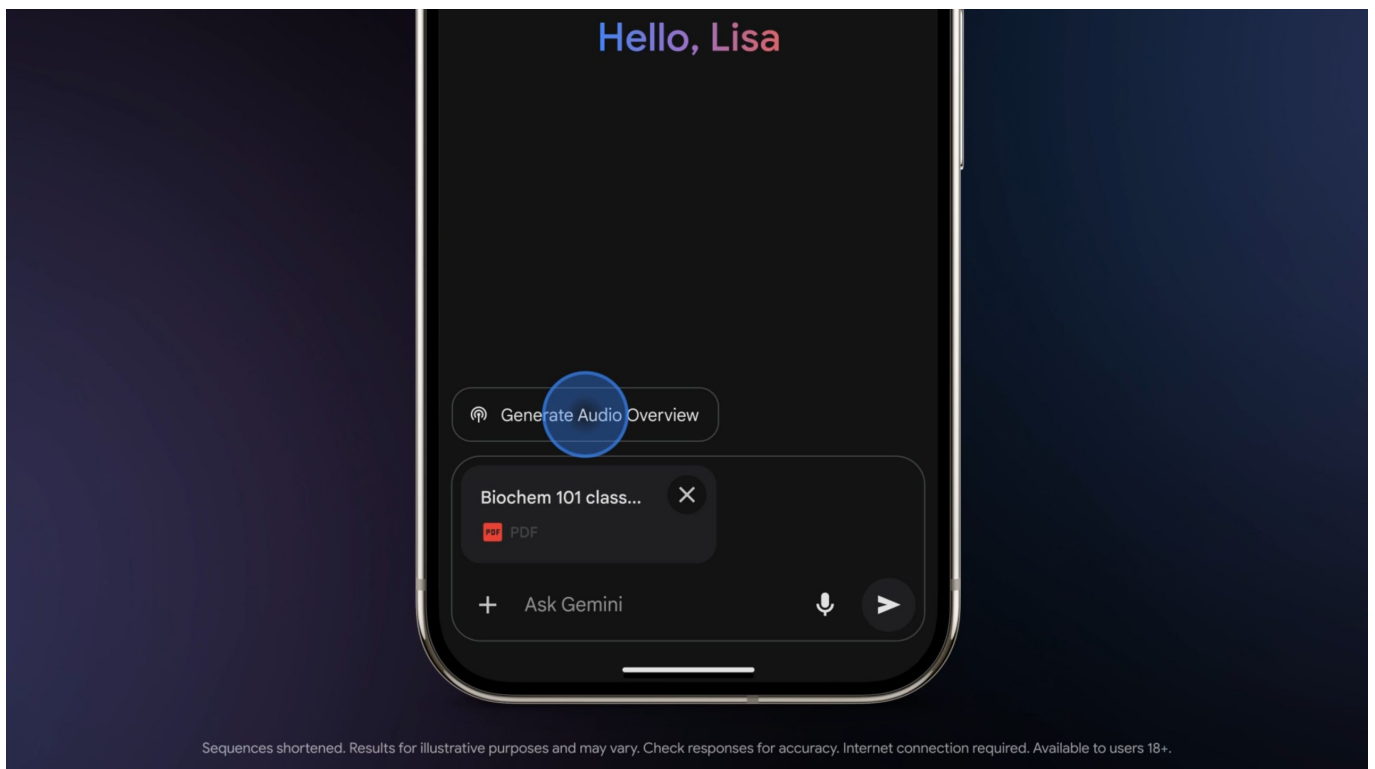 Hello, Lisa
Generate Audio Overview
Biochem 101 class...
PDF PDF
Ask Gemini
Sequences shortened. Results for illustrative purposes and may vary. Check responses for accuracy. Internet connection required. Available to users 18+.